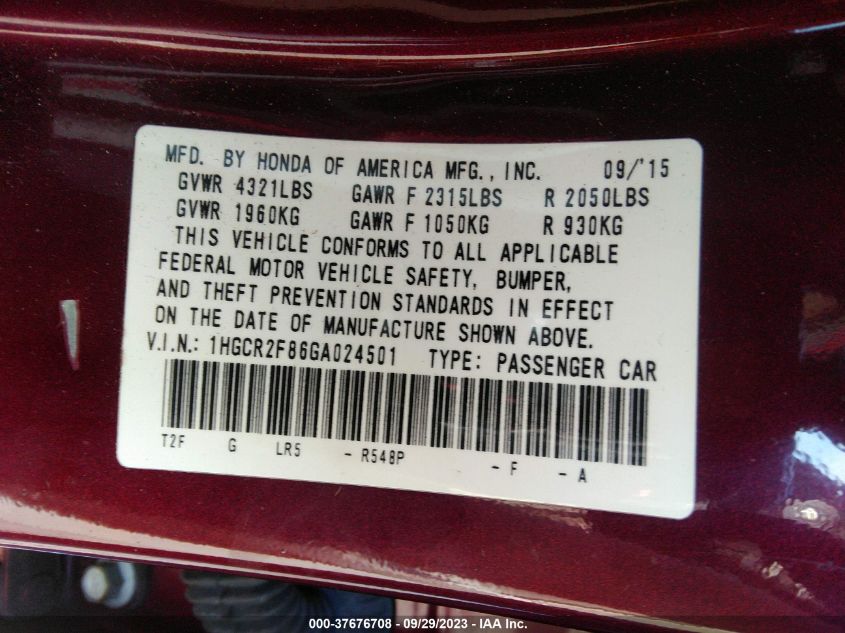 MFD. BY HONDA OF AMERICA MFG., INC. 09/'15
GVWR 4321LBS GAWR F 2315LBS R 2050LBS
GVWR 1960KG GAWR F 1050KG R 930KG
THIS VEHICLE CONFORMS TO ALL APPLICABLE
FEDERAL MOTOR VEHICLE SAFETY, BUMPER,
AND THEFT PREVENTION STANDARDS IN EFFECT
ON THE DATE OF MANUFACTURE SHOWN ABOVE.
V.I.N.: 1HGCR2F86GA024501 TYPE: PASSENGER CAR
T2F G LR5 - R548P - F - A
000-37676708 - 09/29/2023 - IAA Inc.